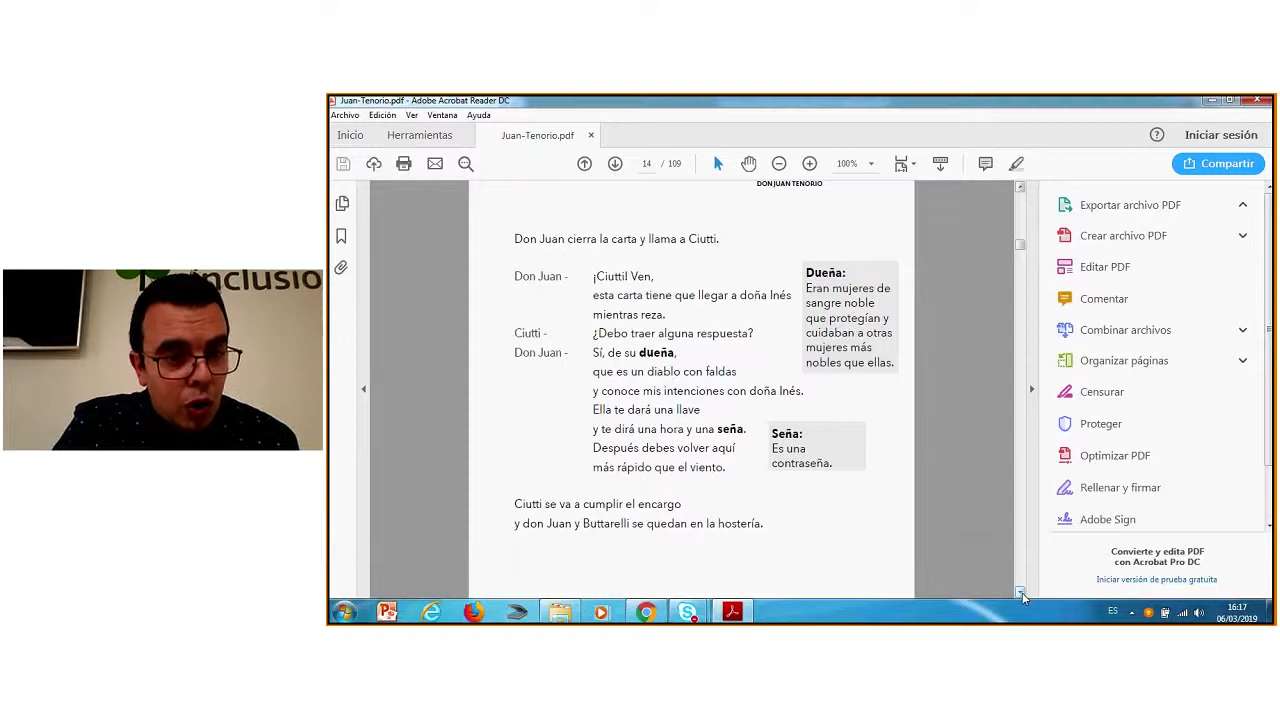 Juan-Tenorio.pdf - Adobe Acrobat Reader DC
Archivo Edición Ver Ventana Ayuda
Inicio Herramientas Juan-Tenorio.pdf × Iniciar sesión
14 / 109 100% Compartir
DON JUAN TENORIO
Don Juan cierra la carta y llama a Ciutti.
Don Juan - ¡Ciutti! Ven,
esta carta tiene que llegar a doña Inés
mientras reza.
Ciutti - ¿Debo traer alguna respuesta?
Don Juan - Sí, de su dueña,
que es un diablo con faldas
y conoce mis intenciones con doña Inés.
Ella te dará una llave
y te dirá una hora y una seña.
Después debes volver aquí
más rápido que el viento.
Dueña:
Eran mujeres de
sangre noble
que protegían y
cuidaban a otras
mujeres más
nobles que ellas.
Seña:
Es una
contraseña.
Ciutti se va a cumplir el encargo
y don Juan y Buttarelli se quedan en la hostería.
Exportar archivo PDF
Crear archivo PDF
Editar PDF
Comentar
Combinar archivos
Organizar páginas
Censurar
Proteger
Optimizar PDF
Rellenar y firmar
Adobe Sign
Convierte y edita PDF
con Acrobat Pro DC
Iniciar versión de prueba gratuita
ES 16:17
06/03/2019